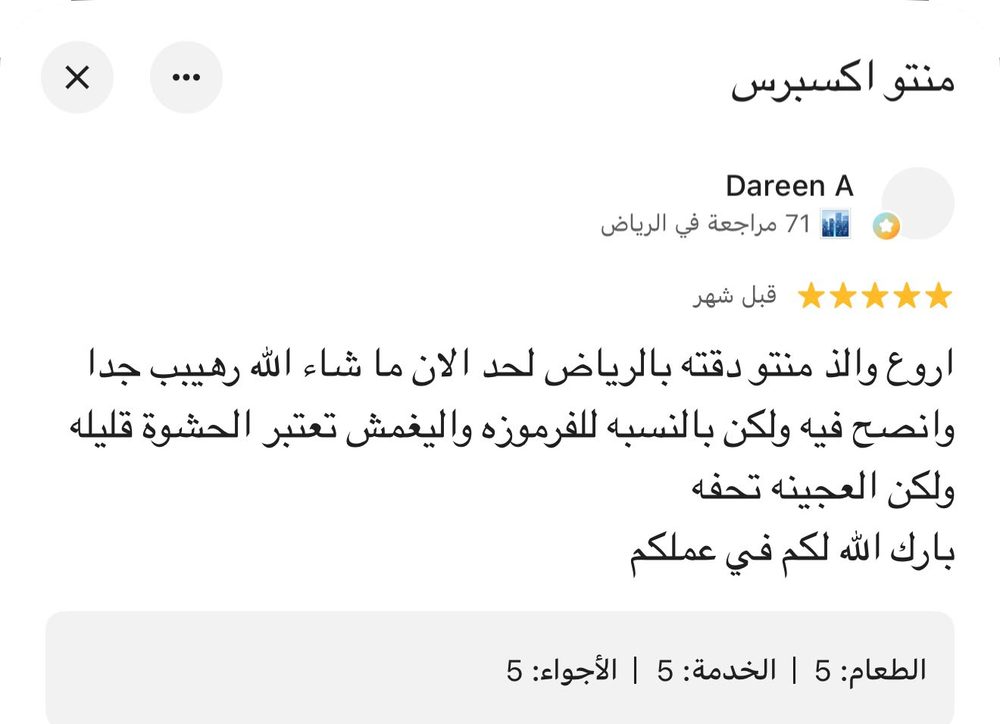 منتو اكسبرس
Dareen A
71 مراجعة في الرياض
قبل شهر
اروع والذ منتو دقته بالرياض لحد الان ما شاء الله رهيبب جدا
وانصح فيه ولكن بالنسبه للفرموزه واليغمش تعتبر الحشوة قليله
ولكن العجينه تحفه
بارك الله لكم في عملكم
الطعام: 5 | الخدمة: 5 | الأجواء: 5